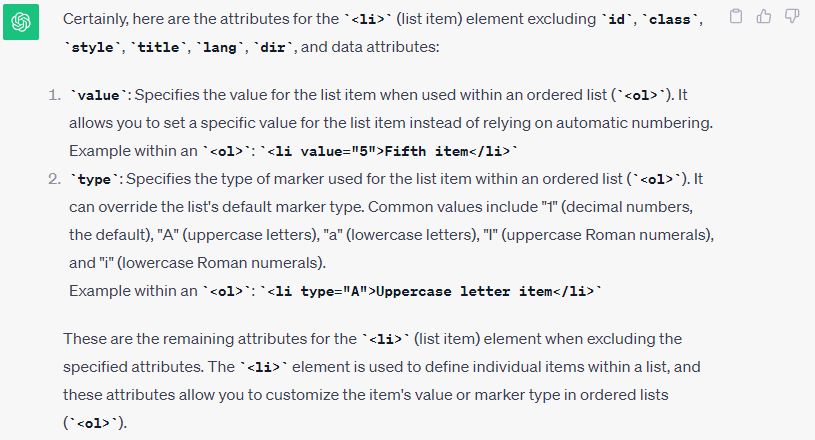 Certainly, here are the attributes for the `<li>` (list item) element excluding `id`, `class`,
`style`, `title`, `lang`, `dir`, and data attributes:
1. `value`: Specifies the value for the list item when used within an ordered list (`<ol>`). It
allows you to set a specific value for the list item instead of relying on automatic numbering.
Example within an `<ol>`: `<li value="5">Fifth item</li>`
2. `type`: Specifies the type of marker used for the list item within an ordered list (`<ol>`). It
can override the list's default marker type. Common values include "1" (decimal numbers,
the default), "A" (uppercase letters), "a" (lowercase letters), "I" (uppercase Roman numerals),
and "i" (lowercase Roman numerals).
Example within an `<ol>`: `<li type="A">Uppercase letter item</li>`
These are the remaining attributes for the `<li>` (list item) element when excluding the
specified attributes. The `<li>` element is used to define individual items within a list, and
these attributes allow you to customize the item's value or marker type in ordered lists
(`<ol>`).